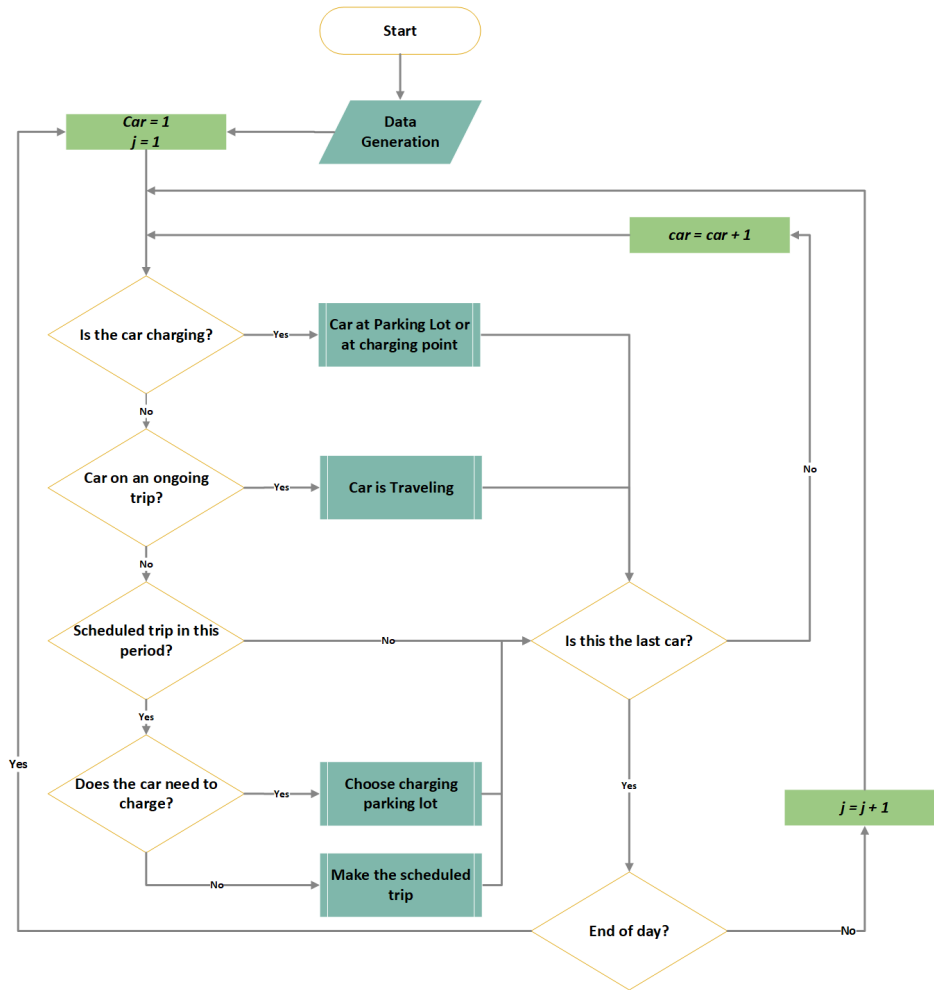 Start
Data
Generation
Car = 1
j = 1
car = car + 1
Is the car charging?
Yes
Car at Parking Lot or
at charging point
No
Car on an ongoing
trip?
Yes
Car is Traveling
No
No
Scheduled trip in this
period?
No
Is this the last car?
Yes
Does the car need to
charge?
Yes
Choose charging
parking lot
Yes
Yes
j = j + 1
No
Make the scheduled
trip
End of day?
No